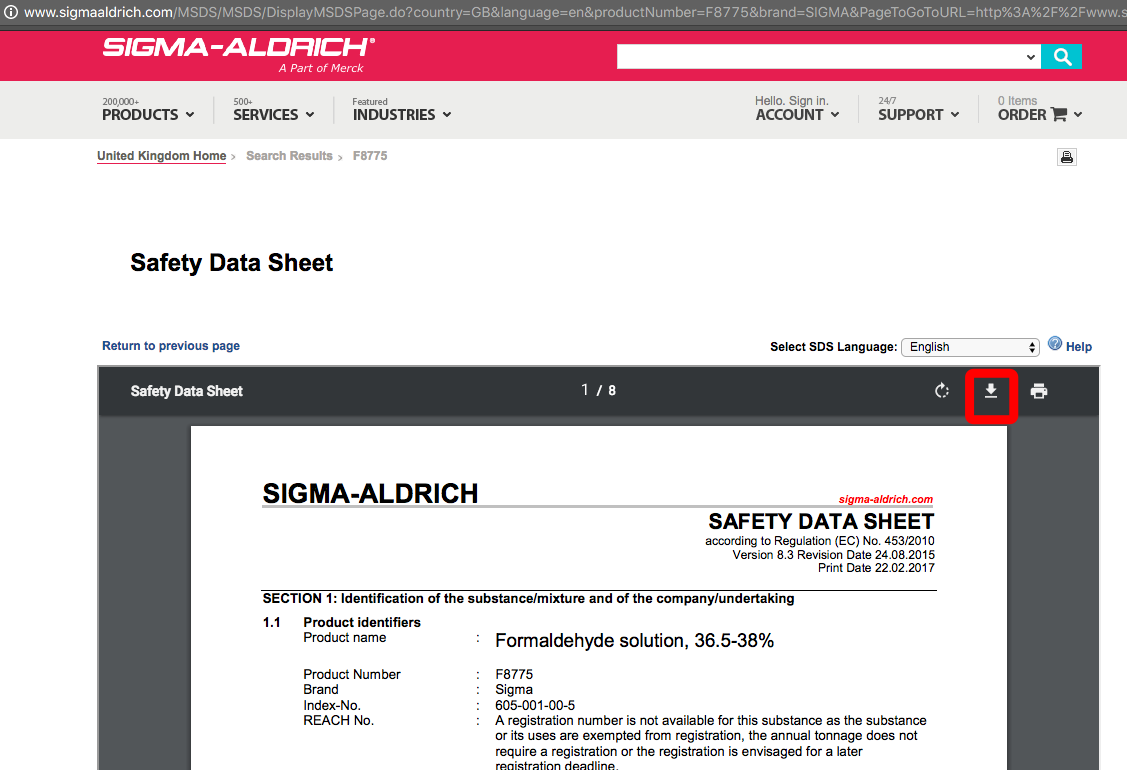 www.sigmaaldrich.com/MSDS/MSDS/DisplayMSDSPage.do?country=GB&language=en&productNumber=F8775&brand=SIGMA&PageToGoToURL=http%3A%2F%2Fwww.s
SIGMA-ALDRICH®
A Part of Merck
200,000+ 500+ Featured Hello. Sign in. 24/7 0 Items
PRODUCTS SERVICES INDUSTRIES ACCOUNT SUPPORT ORDER
United Kingdom Home › Search Results › F8775
Safety Data Sheet
Return to previous page Select SDS Language: English ? Help
Safety Data Sheet 1 / 8
SIGMA-ALDRICH sigma-aldrich.com
SAFETY DATA SHEET
according to Regulation (EC) No. 453/2010
Version 8.3 Revision Date 24.08.2015
Print Date 22.02.2017
SECTION 1: Identification of the substance/mixture and of the company/undertaking
1.1 Product identifiers
Product name : Formaldehyde solution, 36.5-38%
Product Number : F8775
Brand : Sigma
Index-No. : 605-001-00-5
REACH No. : A registration number is not available for this substance as the substance
or its uses are exempted from registration, the annual tonnage does not
require a registration or the registration is envisaged for a later
registration deadline.